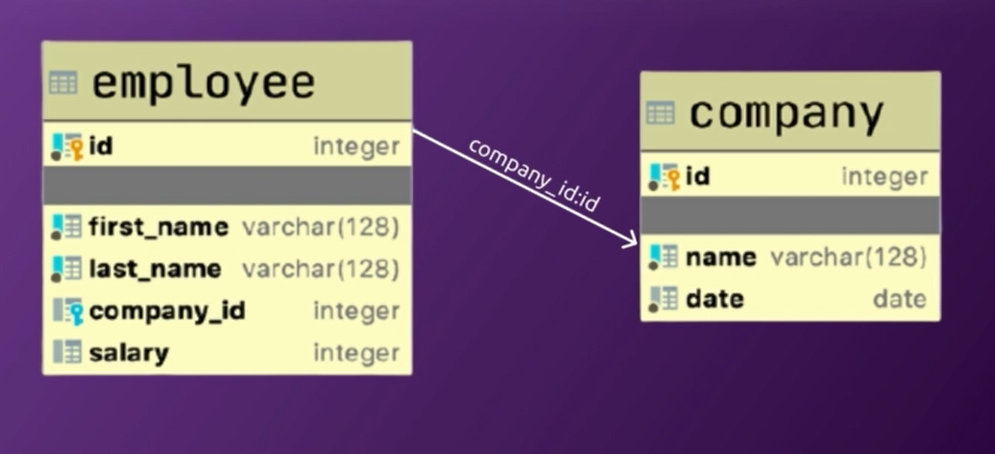 employee
id integer
first_name varchar(128)
last_name varchar(128)
company_id integer
salary integer
company_id:id
company
id integer
name varchar(128)
date date